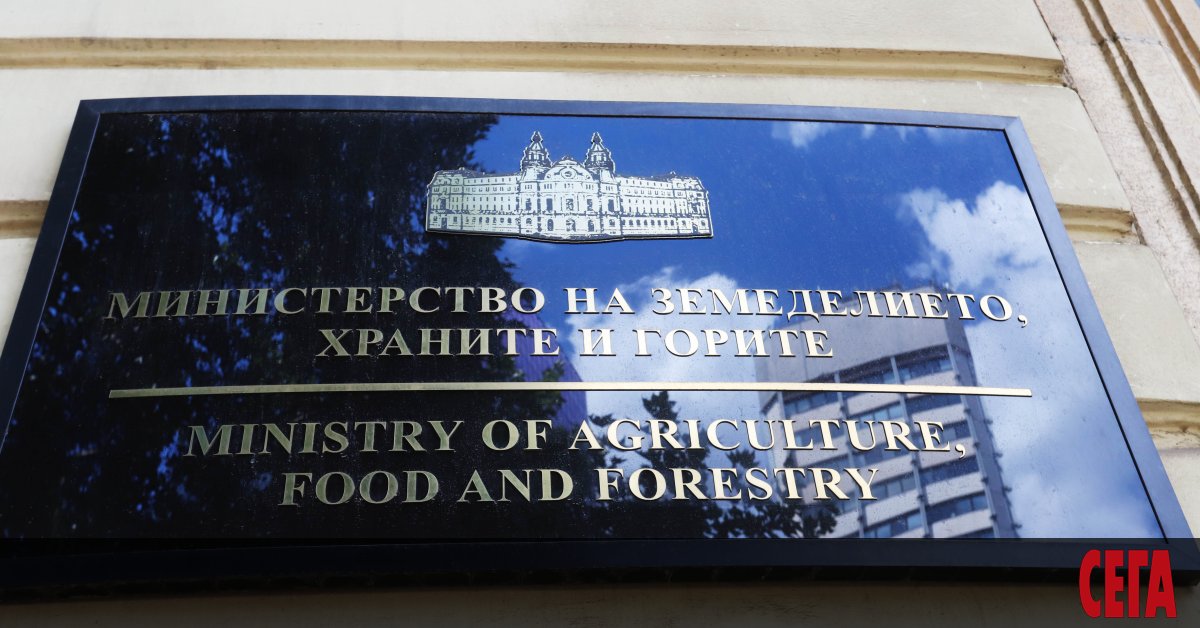 МИНИСТЕРСТВО НА ЗЕМЕДЕЛИЕТО,
ХРАНИТЕ И ГОРИТЕ
MINISTRY OF AGRICULTURE,
FOOD AND FORESTRY
СЕГА